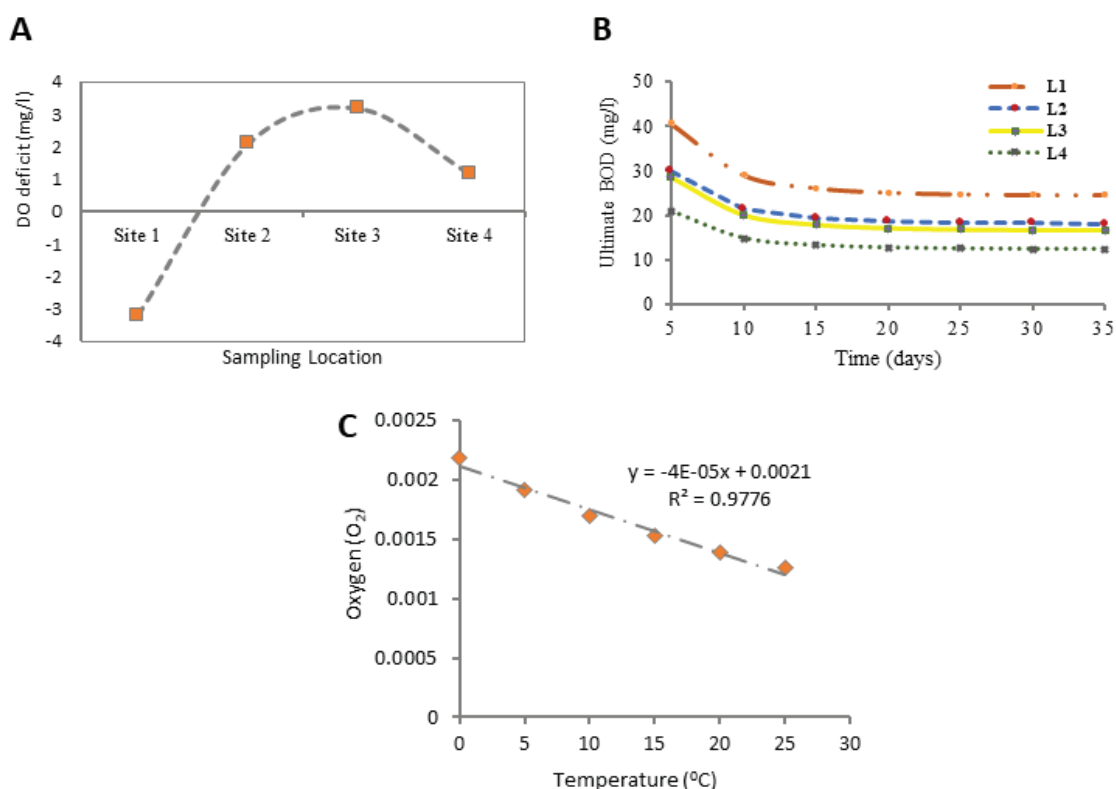 A
DO deficit (mg/l)
4
3
2
1
0
-1
-2
-3
-4
Site 1 Site 2 Site 3 Site 4
Sampling Location
B
Ultimate BOD (mg/l)
50
40
30
20
10
0
L1
L2
L3
L4
5 10 15 20 25 30 35
Time (days)
C
Oxygen (O₂)
0.0025
0.002
0.0015
0.001
0.0005
0
y = -4E-05x + 0.0021
R² = 0.9776
0 5 10 15 20 25 30
Temperature (⁰C)